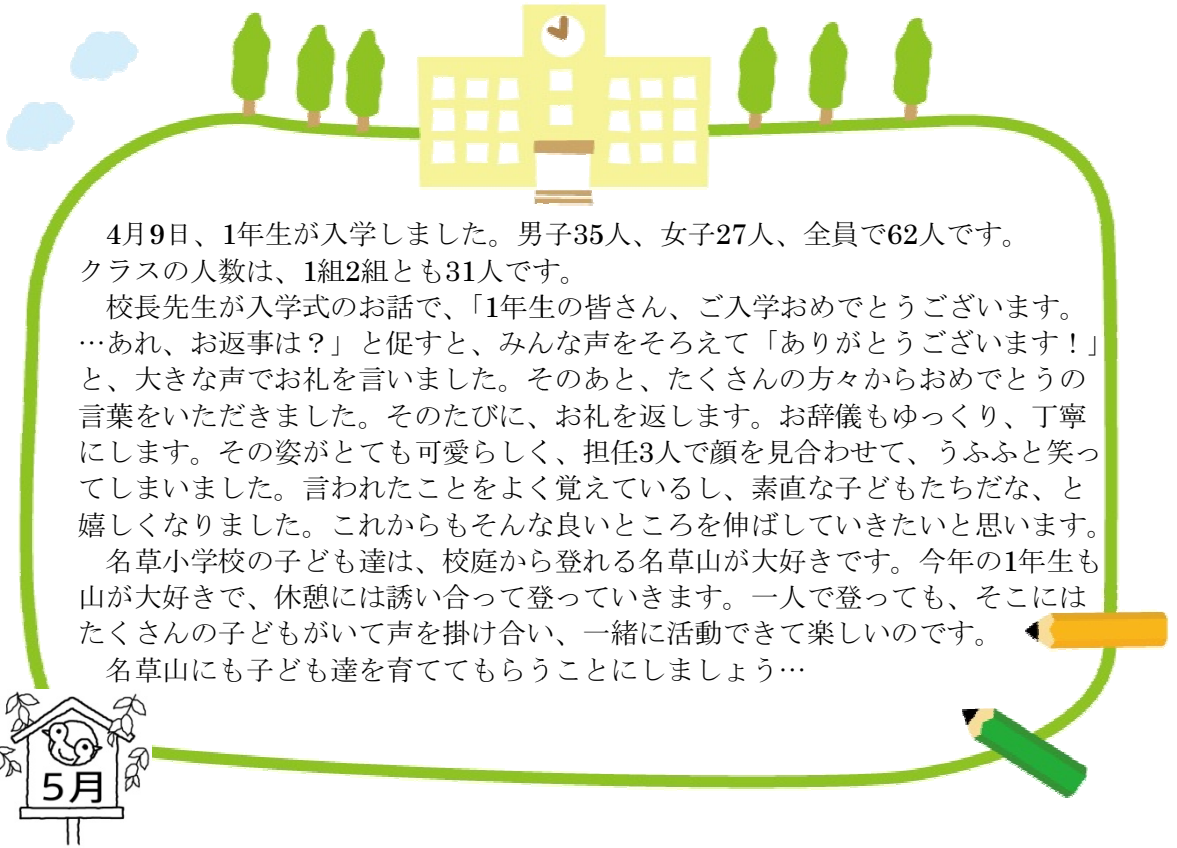 4月9日、1年生が入学しました。男子35人、女子27人、全員で62人です。
クラスの人数は、1組2組とも31人です。
校長先生が入学式のお話で、「1年生の皆さん、ご入学おめでとうございます。
…あれ、お返事は？」と促すと、みんな声をそろえて「ありがとうございます！」
と、大きな声でお礼を言いました。そのあと、たくさんの方々からおめでとうの
言葉をいただきました。そのたびに、お礼を返します。お辞儀もゆっくり、丁寧
にします。その姿がとても可愛らしく、担任3人で顔を見合わせて、うふふと笑っ
てしまいました。言われたことをよく覚えているし、素直な子どもたちだな、と
嬉しくなりました。これからもそんな良いところを伸ばしていきたいと思います。
名草小学校の子ども達は、校庭から登れる名草山が大好きです。今年の1年生も
山が大好きで、休憩には誘い合って登っていきます。一人で登っても、そこには
たくさんの子どもがいて声を掛け合い、一緒に活動できて楽しいのです。
名草山にも子ども達を育ててもらうことにしましょう…
5月